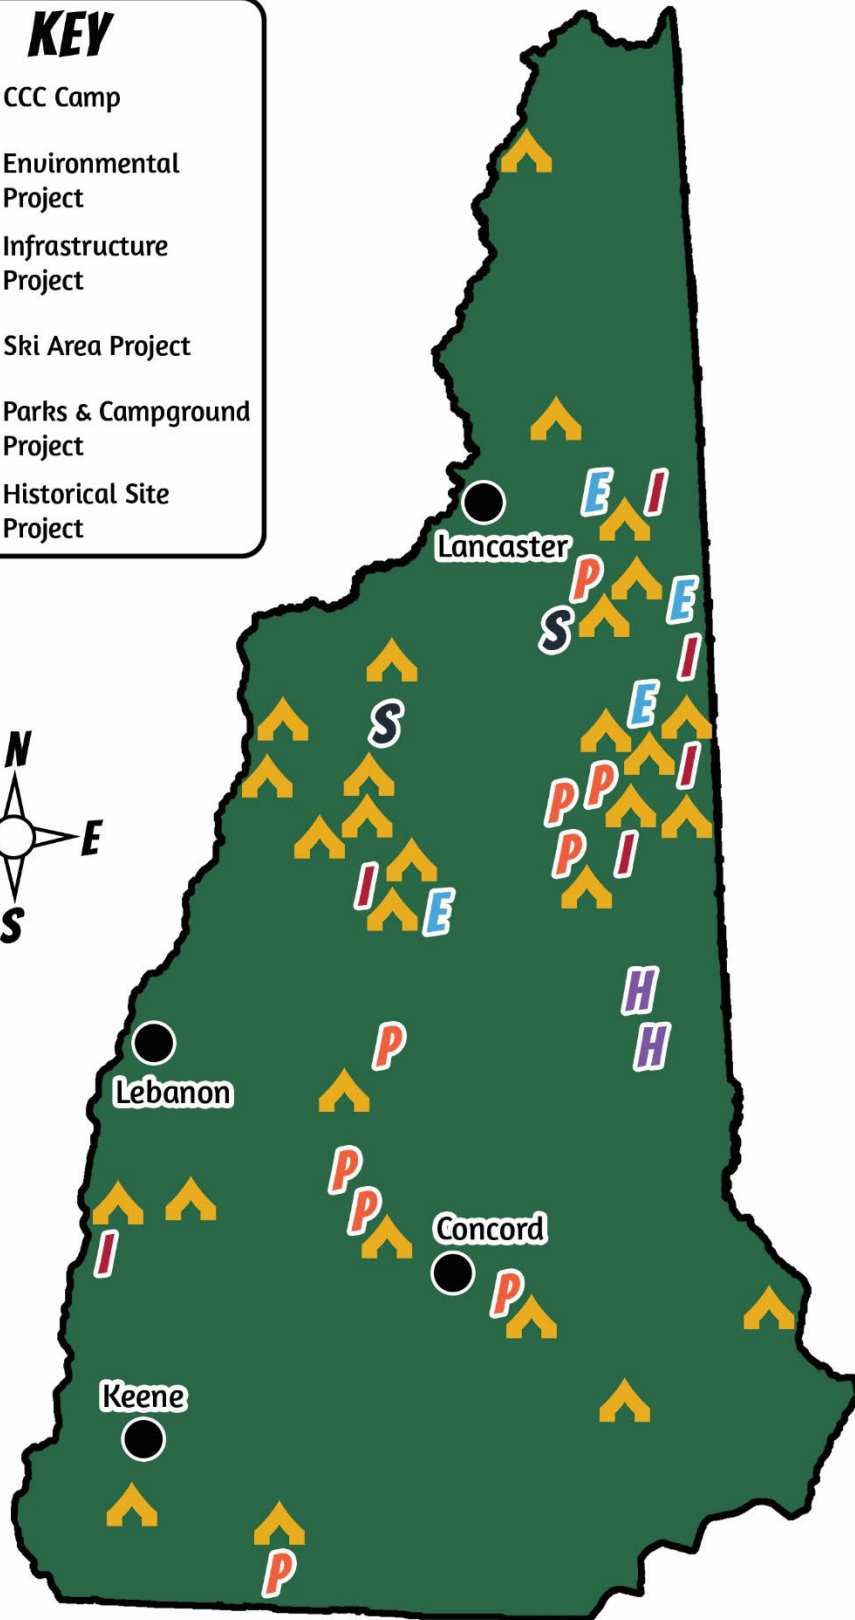 KEY
CCC Camp
Environmental
Project
Infrastructure
Project
Ski Area Project
Parks & Campground
Project
Historical Site
Project
E I
Lancaster
P
E
S
I
S
E
N
I
P
P
E
P
I
I
E
S
H
H
P
Lebanon
P
P
Concord
I
P
Keene
P